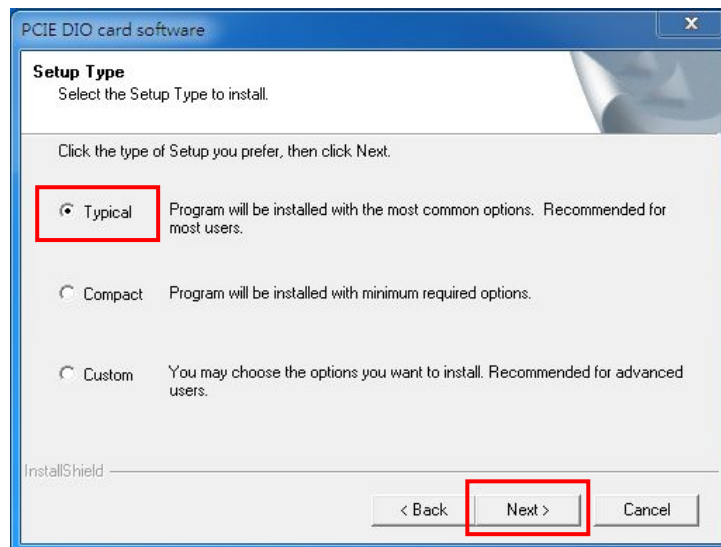 PCIE DIO card software
x
Setup Type
Select the Setup Type to install.
Click the type of Setup you prefer, then click Next.
Typical
Program will be installed with the most common options. Recommended for
most users.
Compact
Program will be installed with minimum required options.
Custom
You may choose the options you want to install. Recommended for advanced
users.
InstallShield
< Back
Next >
Cancel